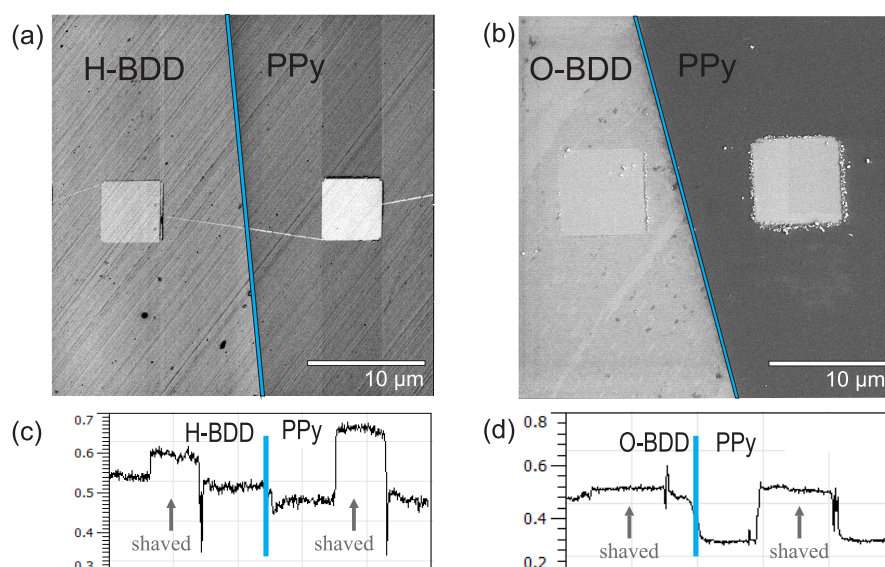 (a)
H-BDD PPy
10 µm
(b)
O-BDD PPy
10 µm
(c)
0.7
0.6
0.5
0.4
0.3
H-BDD PPy
shaved shaved
(d)
0.8
0.6
0.4
0.2
O-BDD PPy
shaved shaved